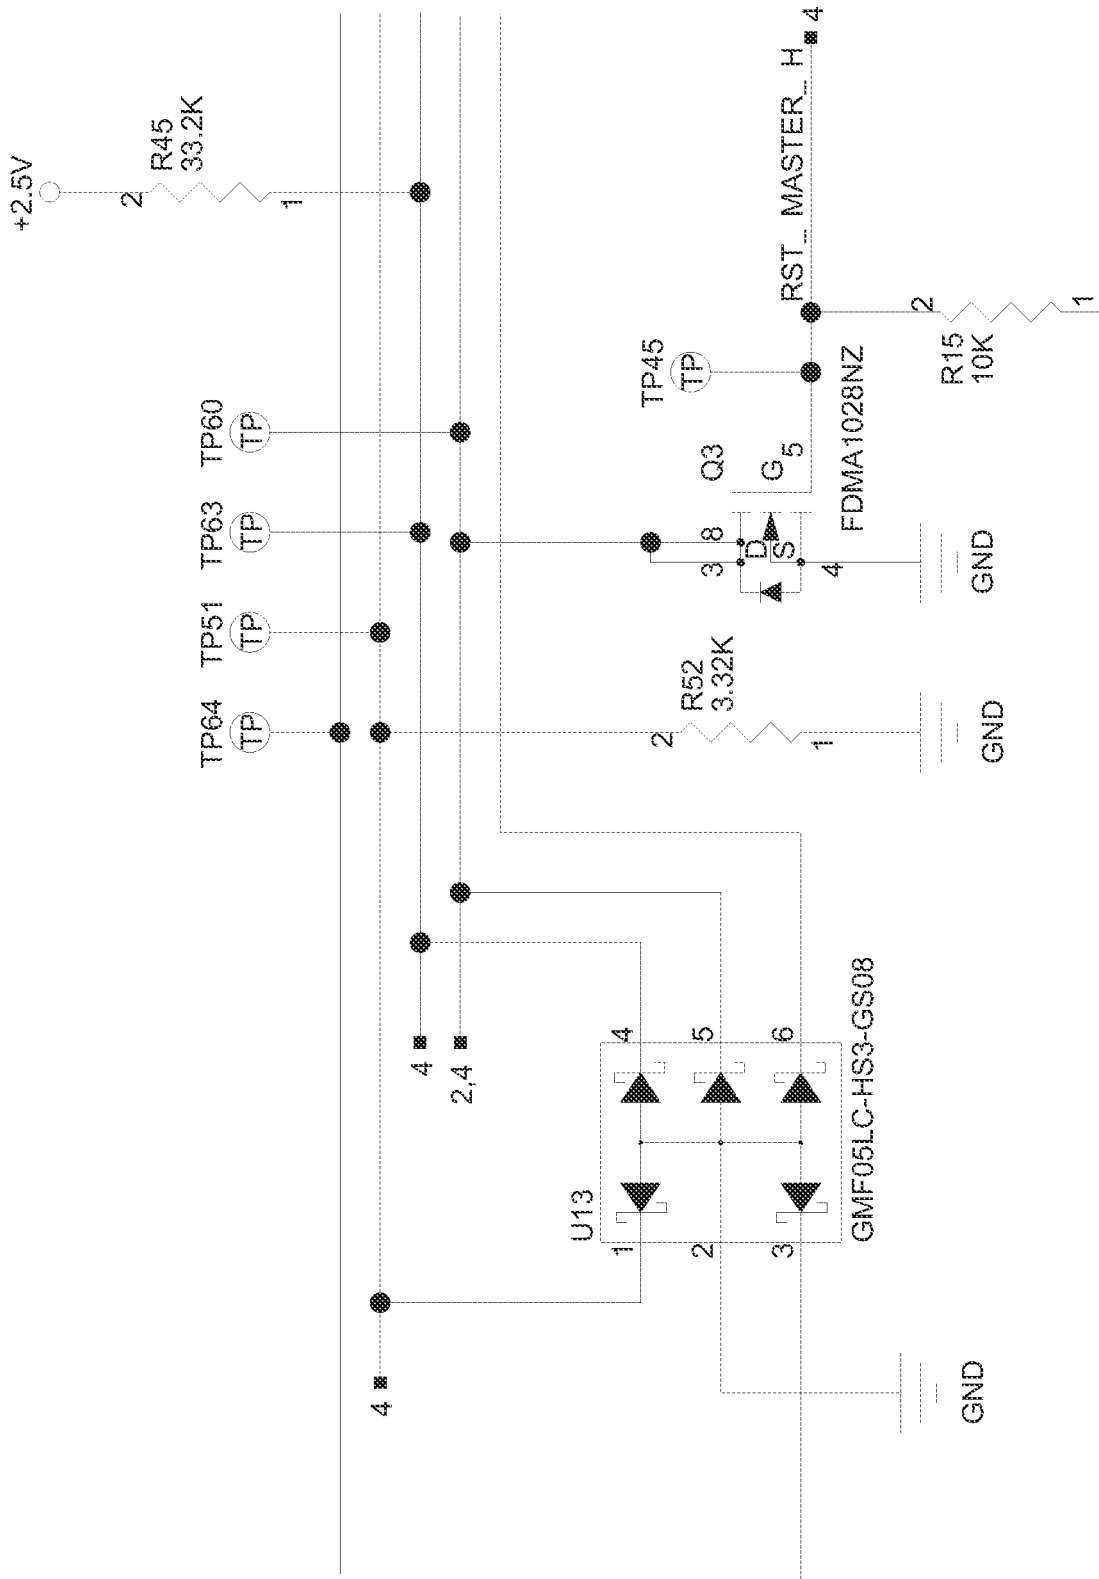 +2.5V
2
R45
33.2K
1
TP64
TP
TP51
TP
TP63
TP
TP60
TP
4
4
2,4
U13
1
2
3
4
5
6
GMF05LC-HS3-GS08
GND
2
R52
3.32K
1
GND
Q3
3
8
D
S
G
5
4
FDMA1028NZ
GND
TP45
TP
RST_ MASTER_ H
4
2
R15
10K
1